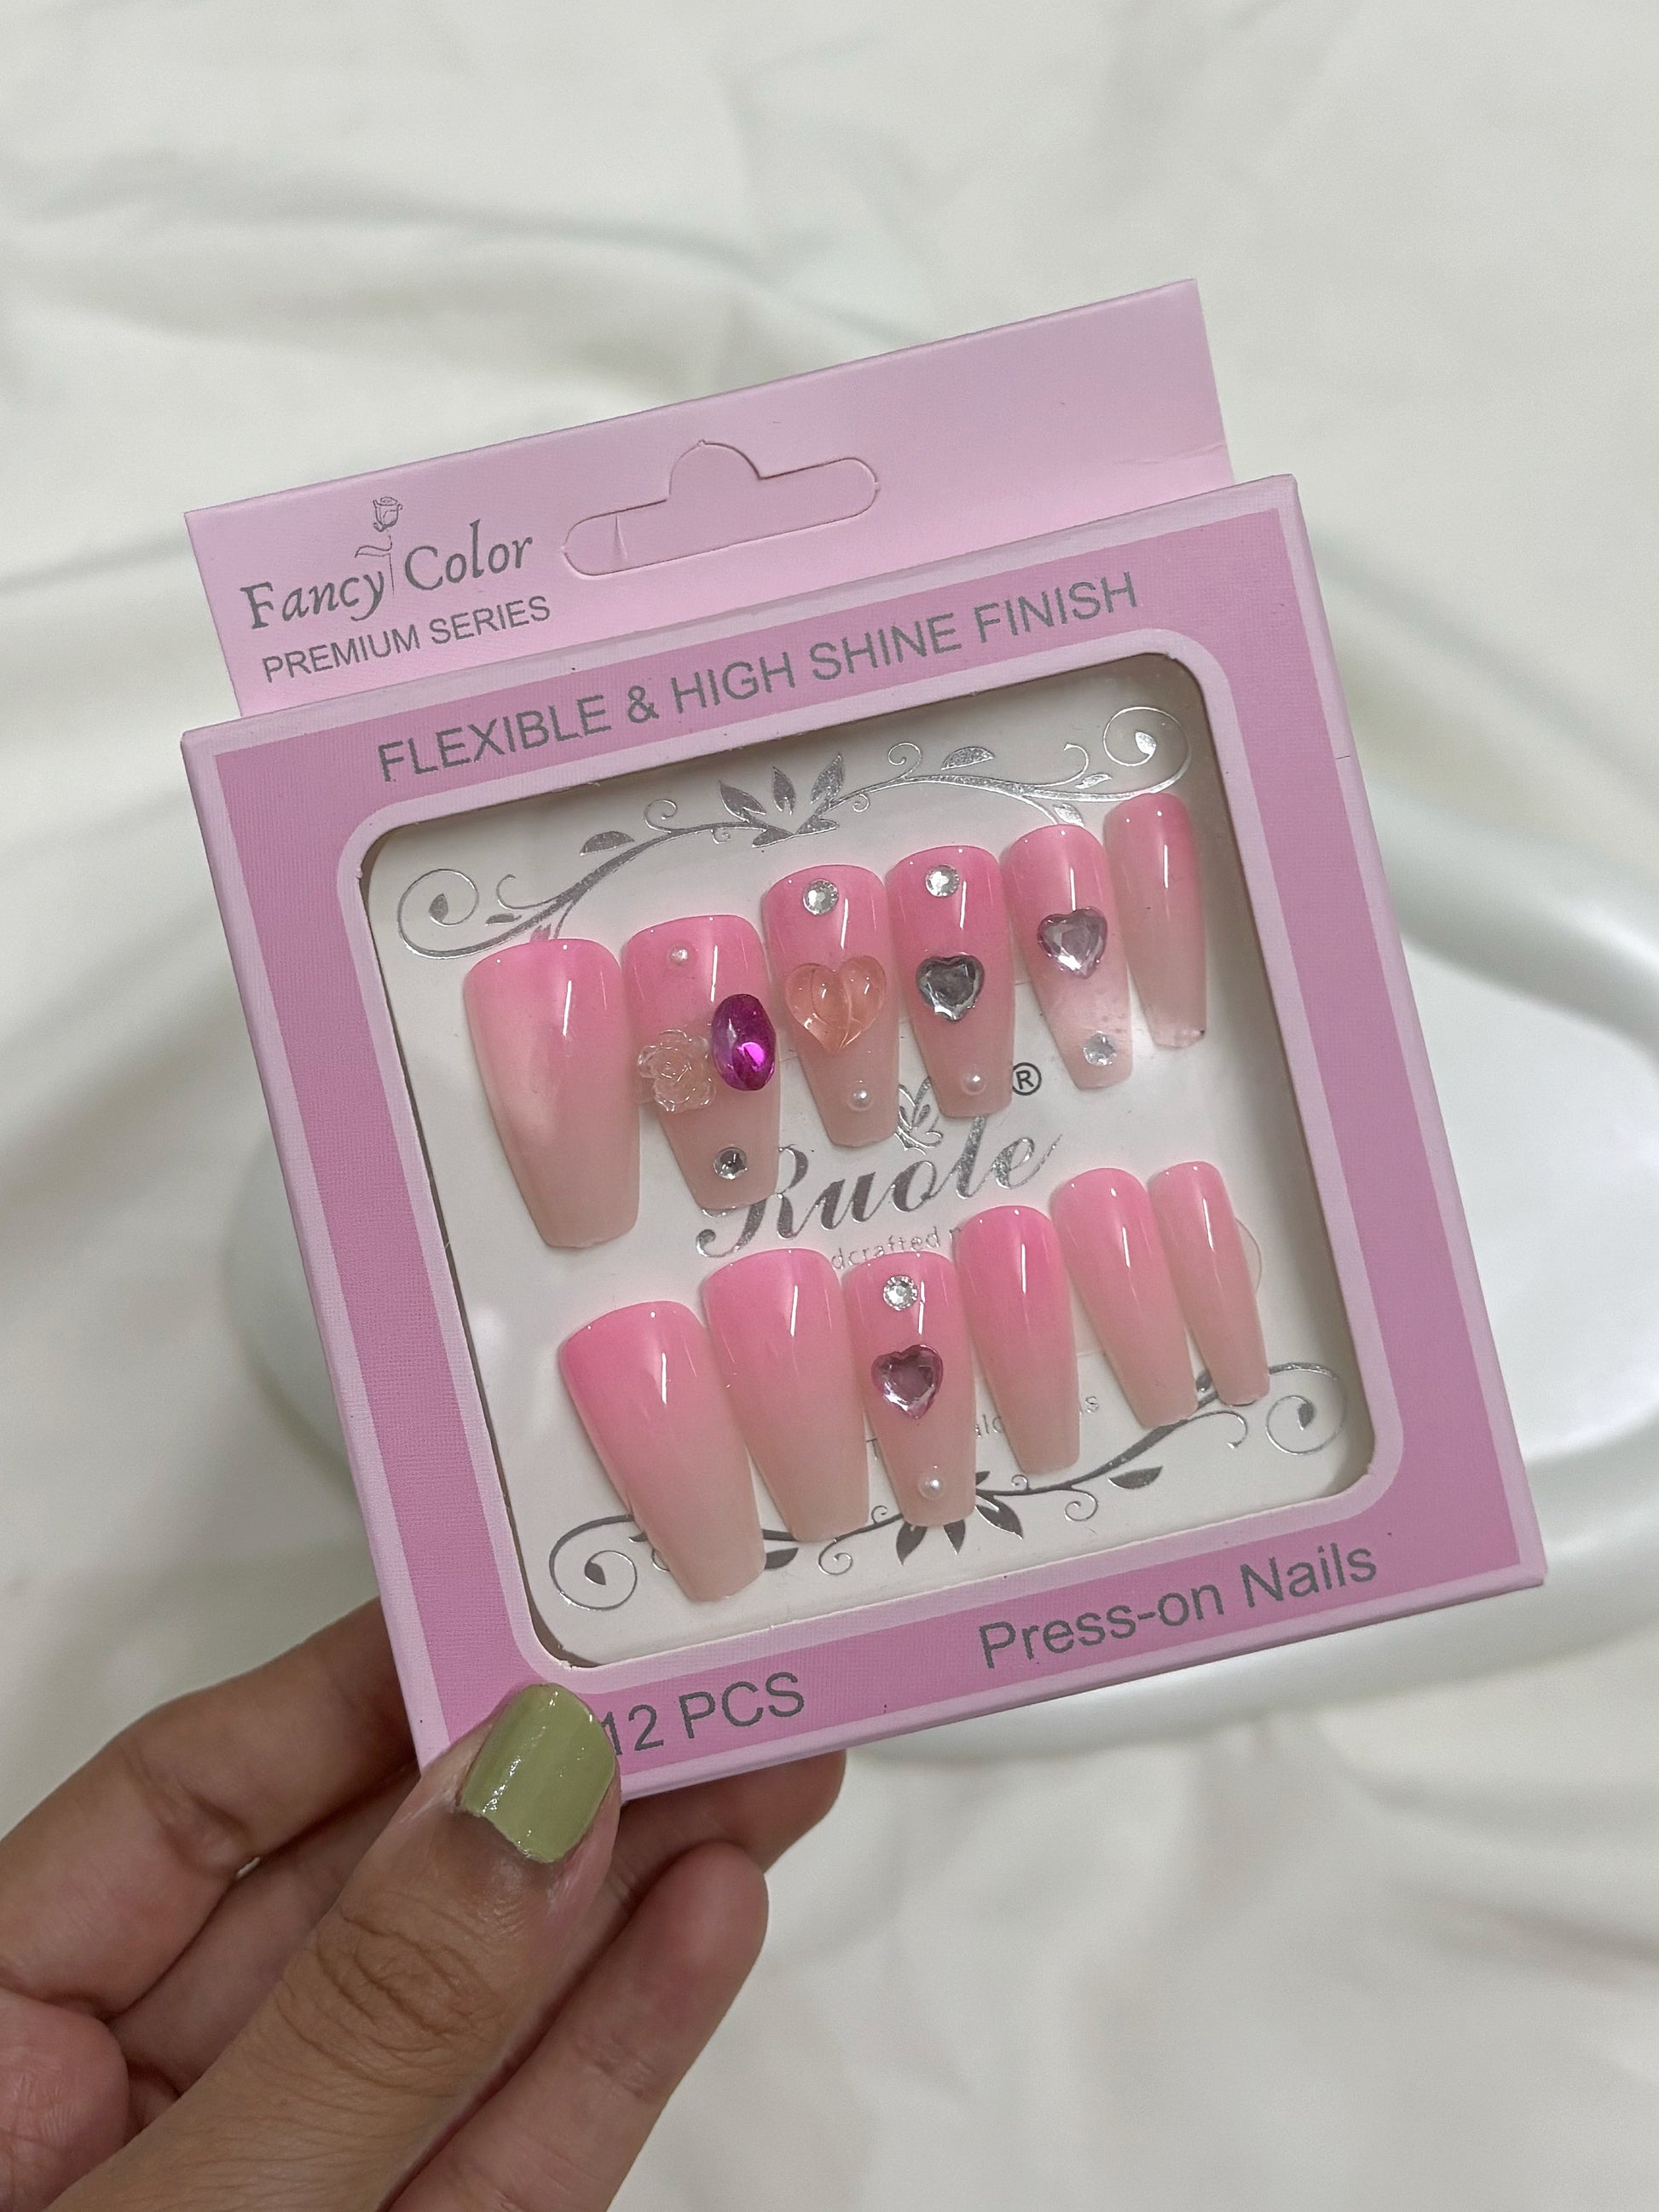 Fancy Color
PREMIUM SERIES
FLEXIBLE & HIGH SHINE FINISH
®
Ruole
12 PCS
Press-on Nails